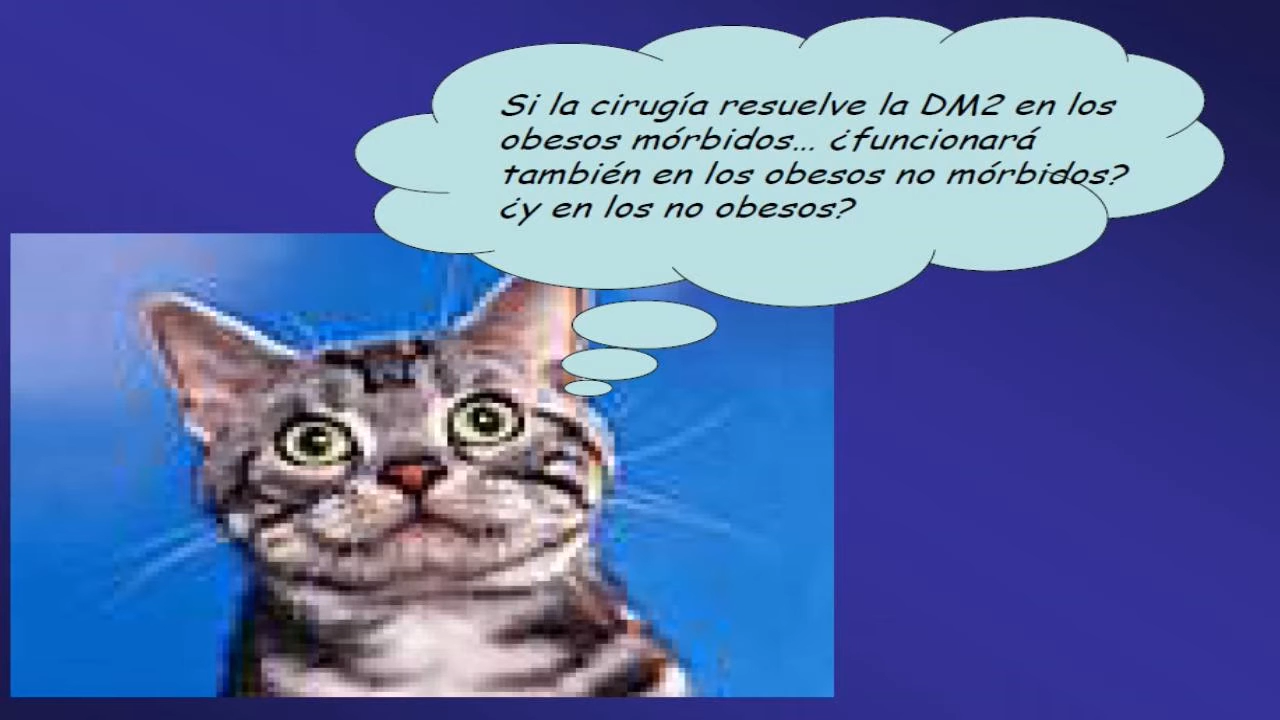 Si la cirugía resuelve la DM2 en los
obesos mórbidos... ¿funcionará
también en los obesos no mórbidos?
¿y en los no obesos?